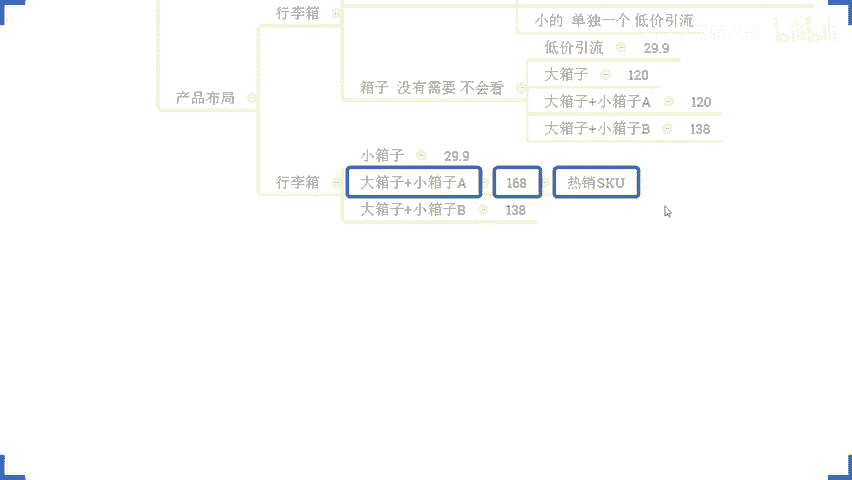 行李箱
小的 单独一个 低价引流
低价引流 29.9
大箱子 120
箱子 没有需要 不会看
产品布局
大箱子+小箱子A 120
大箱子+小箱子B 138
小箱子 29.9
行李箱
大箱子+小箱子A 168 热销SKU
大箱子+小箱子B 138
bilibili